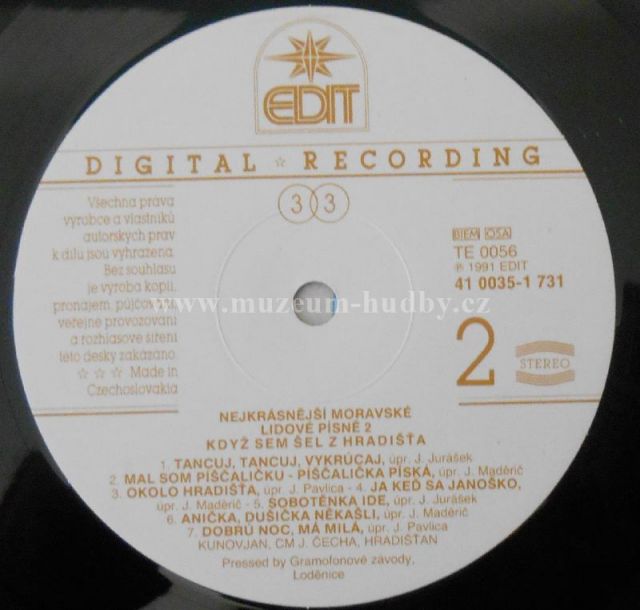 EDIT
DIGITAL ☆ RECORDING
33
Všechna práva
výrobce a vlastníků
autorských práv
k dílu jsou vyhrazena.
Bez souhlasu
je výroba kopií,
pronájem, půjčování,
veřejné provozování
a rozhlasové šíření
této desky zakázáno.
☆ ☆ ☆ Made in
Czechoslovakia
BIEM OSA
TE 0056
℗ 1991 EDIT
41 0035-1 731
2
STEREO
www.muzeum-hudby.cz
NEJKRÁSNĚJŠÍ MORAVSKÉ
LIDOVÉ PÍSNĚ 2
KDYŽ SEM ŠEL Z HRADIŠŤA
1. TANCUJ, TANCUJ, VYKRÚCAJ, úpr. J. Jurášek
2. MAL SOM PÍŠČALIČKU - PÍŠČALIČKA PÍSKÁ, úpr. J. Maděrič
3. OKOLO HRADIŠŤA, úpr. J. Pavlica - 4. JA KEĎ SA JANOŠKO,
úpr. J. Maděrič - 5. SOBOTĚNKA IDE, úpr. J. Jurášek
6. ANIČKA, DUŠIČKA NĚKAŠLI, úpr. J. Maděrič
7. DOBRÚ NOC, MÁ MILÁ, úpr. J. Pavlica
KUNOVJAN, CM J. ČECHA, HRADIŠŤAN
Pressed by Gramofonové závody,
Loděnice